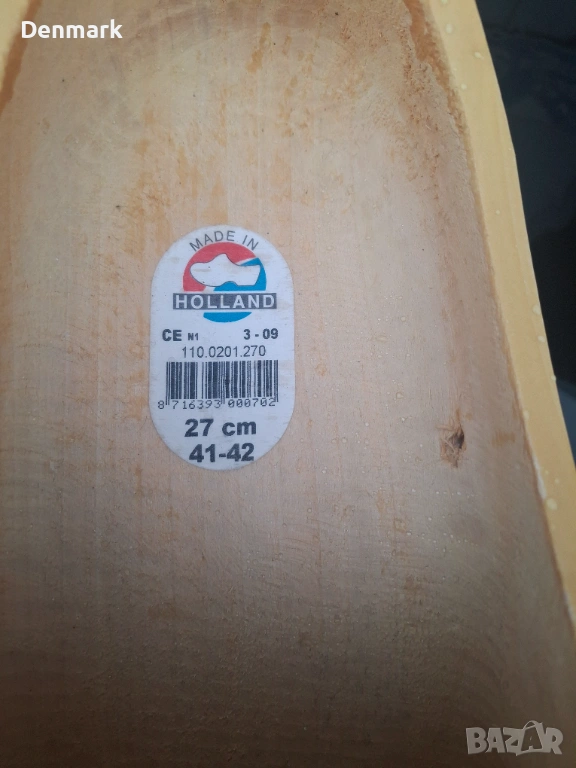 Denmark
MADE IN
HOLLAND
CE N1 3 - 09
110.0201.270
8 716393 000702
27 cm
41-42
BAZAR